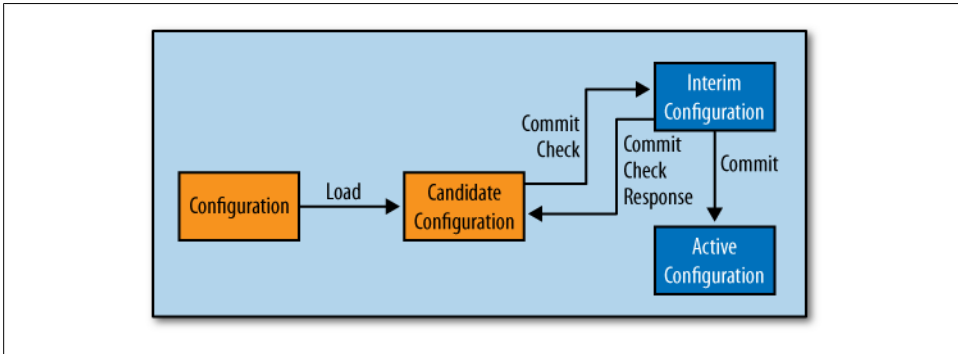 Interim
Configuration
Commit
Check
Commit
Check
Response
Commit
Configuration
Load
Candidate
Configuration
Active
Configuration